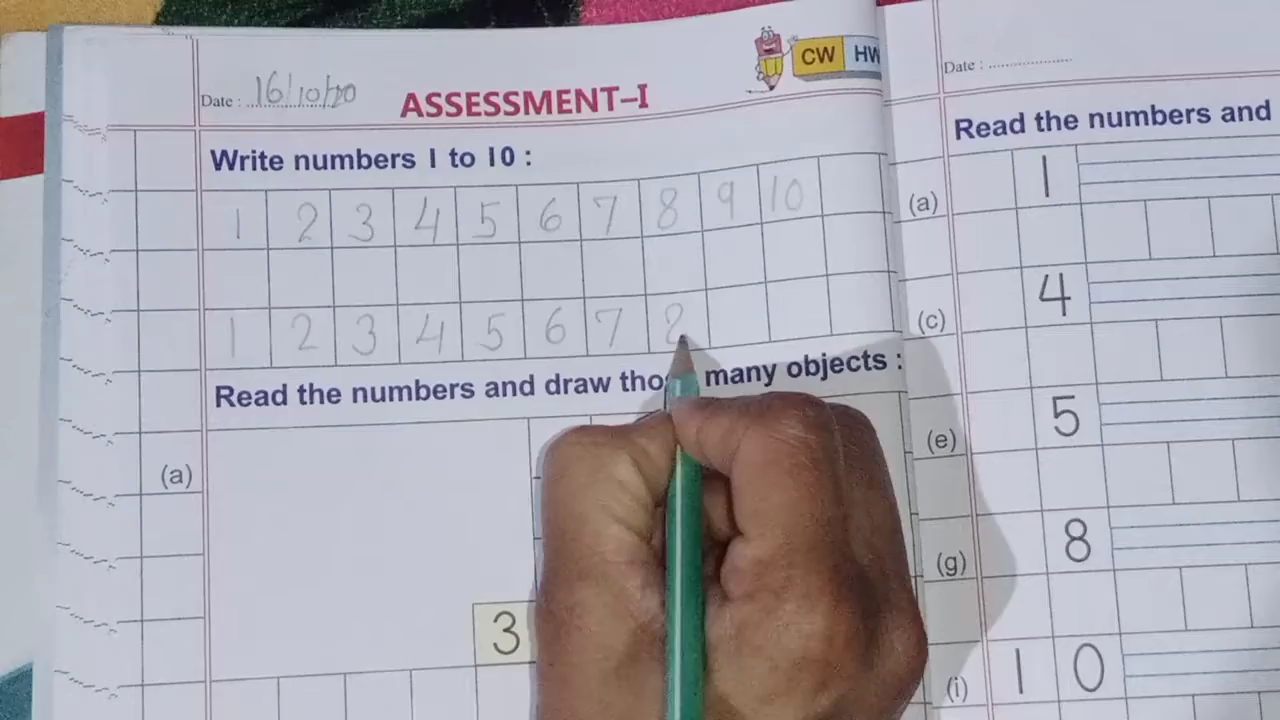 CW HW
Date : 16/10/20 ASSESSMENT–I
Write numbers 1 to 10 :
1 2 3 4 5 6 7 8 9 10
1 2 3 4 5 6 7
Read the numbers and draw many objects :
(a)
3
Date :
Read the numbers and
(a) 1
(c) 4
(e) 5
(g) 8
(i) 10